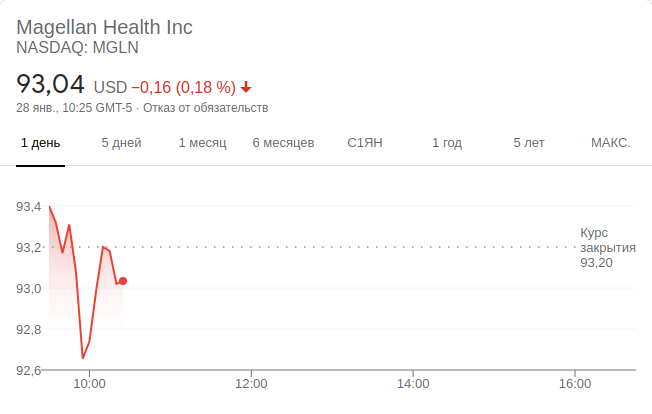 Magellan Health Inc
NASDAQ: MGLN
93,04 USD −0,16 (0,18 %)
28 янв., 10:25 GMT-5 · Отказ от обязательств
1 день 5 дней 1 месяц 6 месяцев С1ЯН 1 год 5 лет МАКС.
93,4
93,2
Курс
закрытия
93,20
93,0
92,8
92,6
10:00 12:00 14:00 16:00